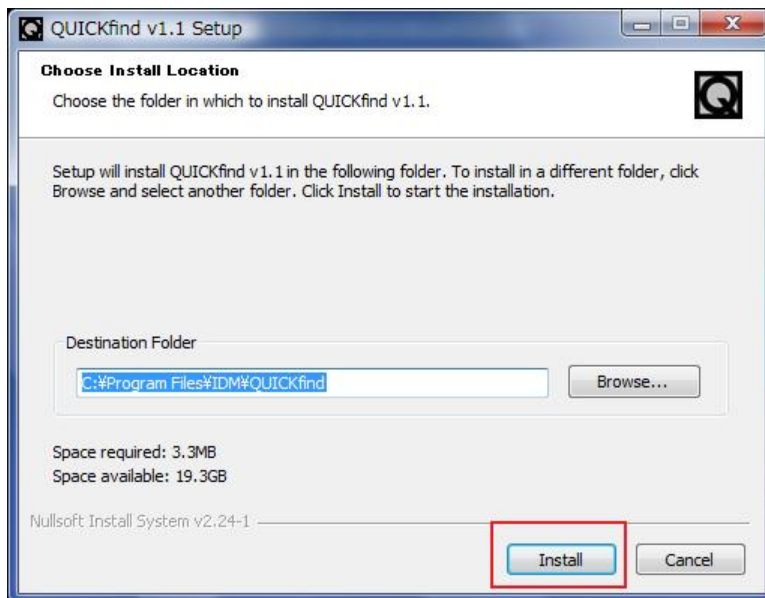 QUICKfind v1.1 Setup
Choose Install Location
Choose the folder in which to install QUICKfind v1.1.
Setup will install QUICKfind v1.1 in the following folder. To install in a different folder, click
Browse and select another folder. Click Install to start the installation.
Destination Folder
C:¥Program Files¥IDM¥QUICKfind
Browse...
Space required: 3.3MB
Space available: 19.3GB
Nullsoft Install System v2.24-1
Install
Cancel